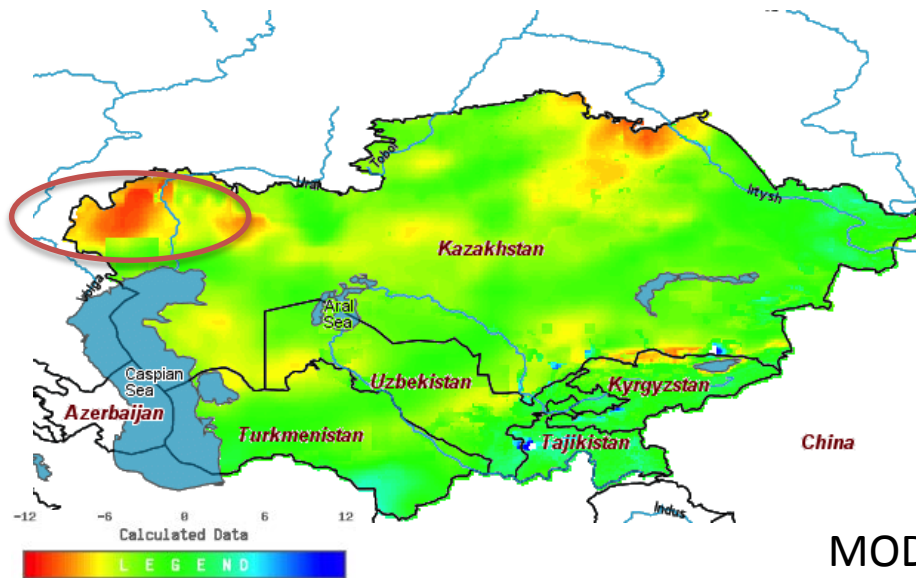 Tobol
Ural
Irtysh
Kazakhstan
Volga
Aral
Sea
Caspian
Sea
Uzbekistan
Kyrgyzstan
Azerbaijan
Turkmenistan
Tajikistan
China
Indus
-12 -6 0 6 12
Calculated Data
LEGEND
MOD